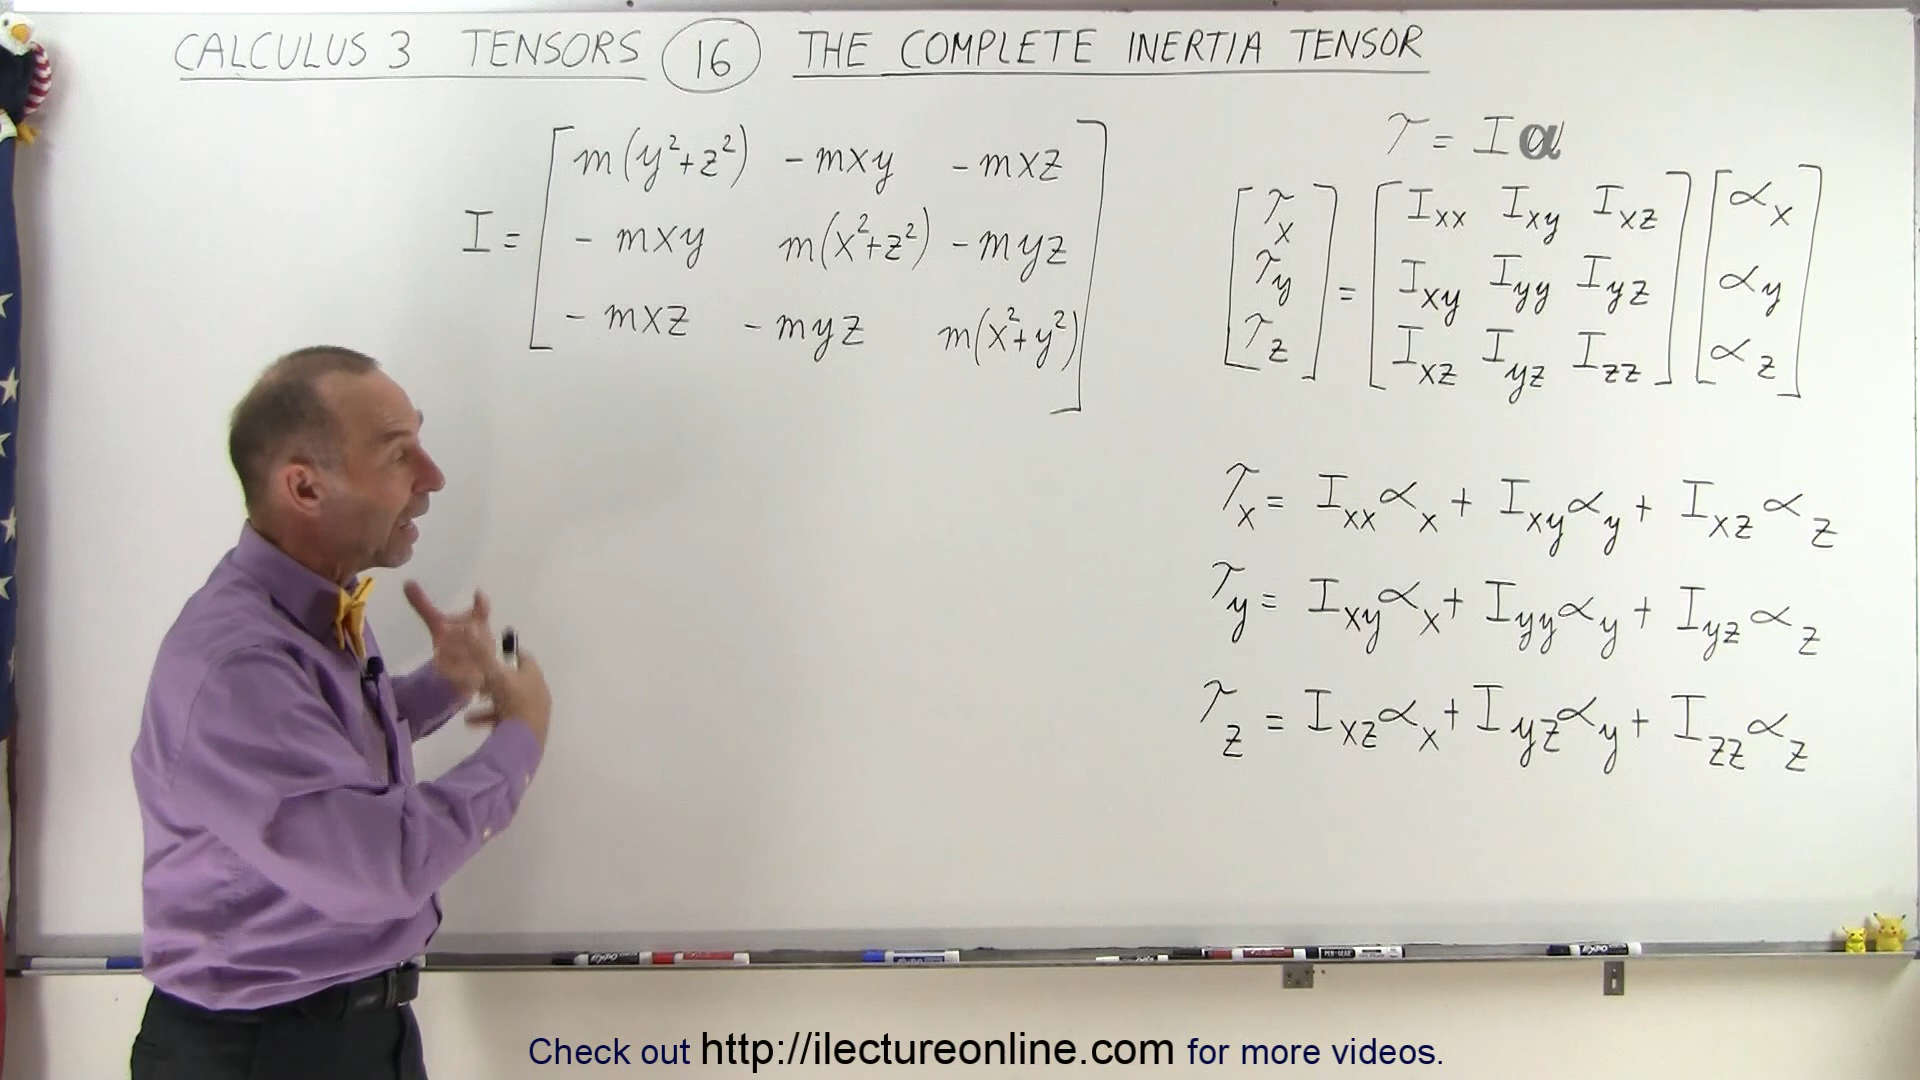 CALCULUS 3 TENSORS 16 THE COMPLETE INERTIA TENSOR
I = [ m(y²+z²) -mxy -mxz
-mxy m(x²+z²) -myz
-mxz -myz m(x²+y²) ]
τ = Iα
[ τx ] [ Ixx Ixy Ixz ] [ αx ]
[ τy ] = [ Ixy Iyy Iyz ] [ αy ]
[ τz ] [ Ixz Iyz Izz ] [ αz ]
τx = Ixxαx + Ixyαy + Ixzαz
τy = Ixyαx + Iyyαy + Iyzαz
τz = Ixzαx + Iyzαy + Izzαz
Check out http://ilectureonline.com for more videos.